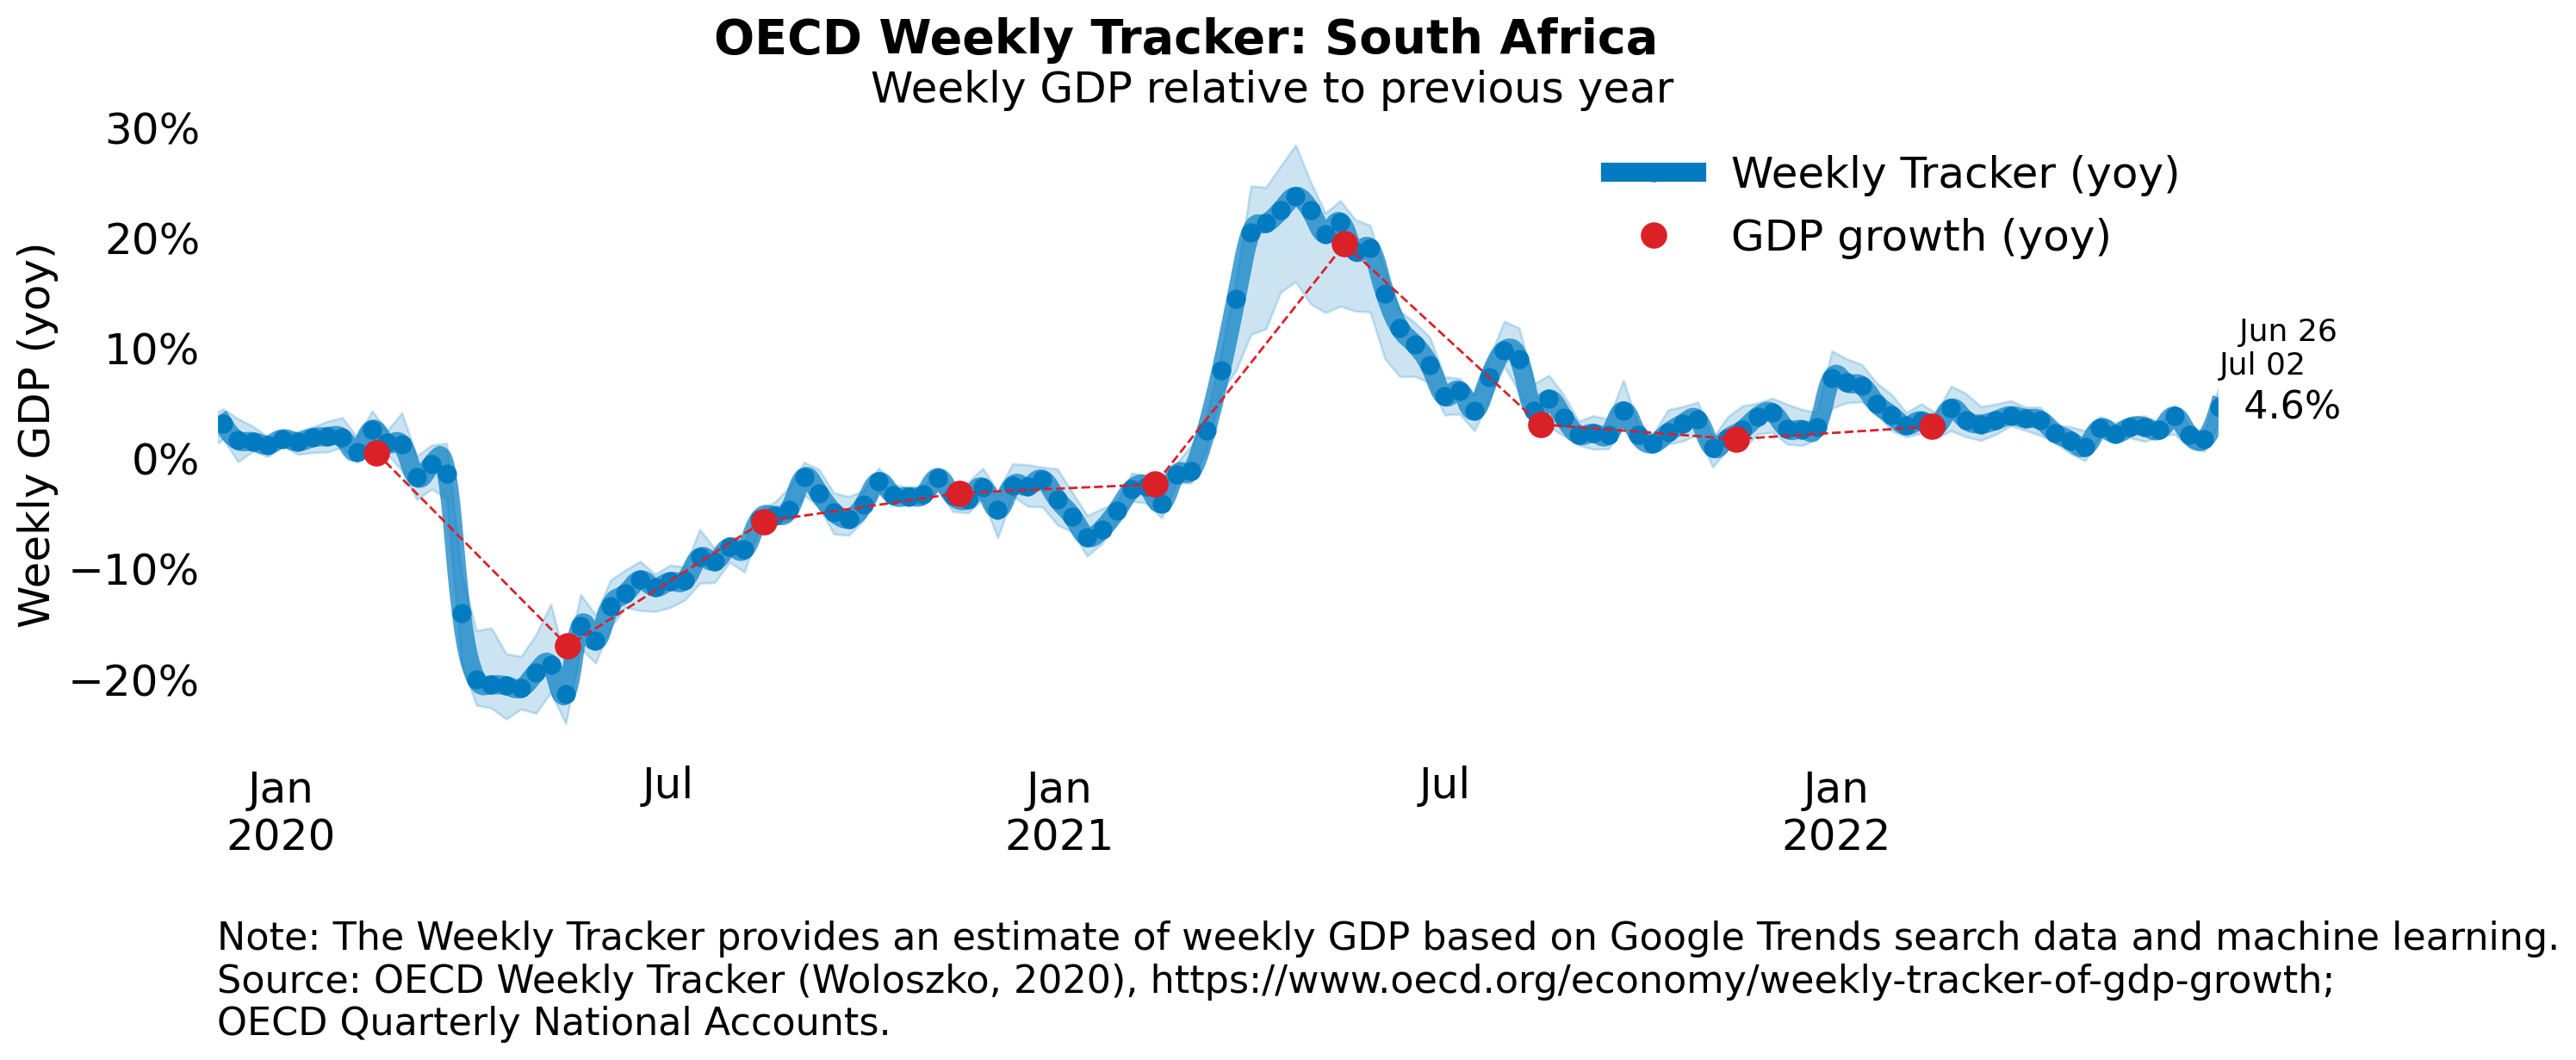 OECD Weekly Tracker: South Africa
Weekly GDP relative to previous year
Weekly GDP (yoy)
30%
20%
10%
0%
−10%
−20%
Weekly Tracker (yoy)
GDP growth (yoy)
Jun 26
Jul 02
4.6%
Jan
2020
Jul
Jan
2021
Jul
Jan
2022
Note: The Weekly Tracker provides an estimate of weekly GDP based on Google Trends search data and machine learning.
Source: OECD Weekly Tracker (Woloszko, 2020), https://www.oecd.org/economy/weekly-tracker-of-gdp-growth;
OECD Quarterly National Accounts.